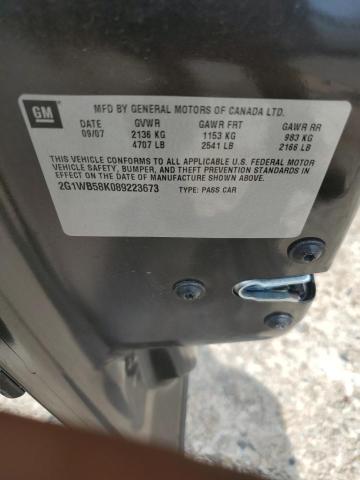 GM
MFD BY GENERAL MOTORS OF CANADA LTD.
DATE GVWR GAWR FRT GAWR RR
09/07 2136 KG 1153 KG 983 KG
4707 LB 2541 LB 2166 LB
THIS VEHICLE CONFORMS TO ALL APPLICABLE U.S. FEDERAL MOTOR
VEHICLE SAFETY, BUMPER, AND THEFT PREVENTION STANDARDS IN
EFFECT ON THE DATE OF MANUFACTURE SHOWN ABOVE.
2G1WB58K089223673 TYPE: PASS CAR